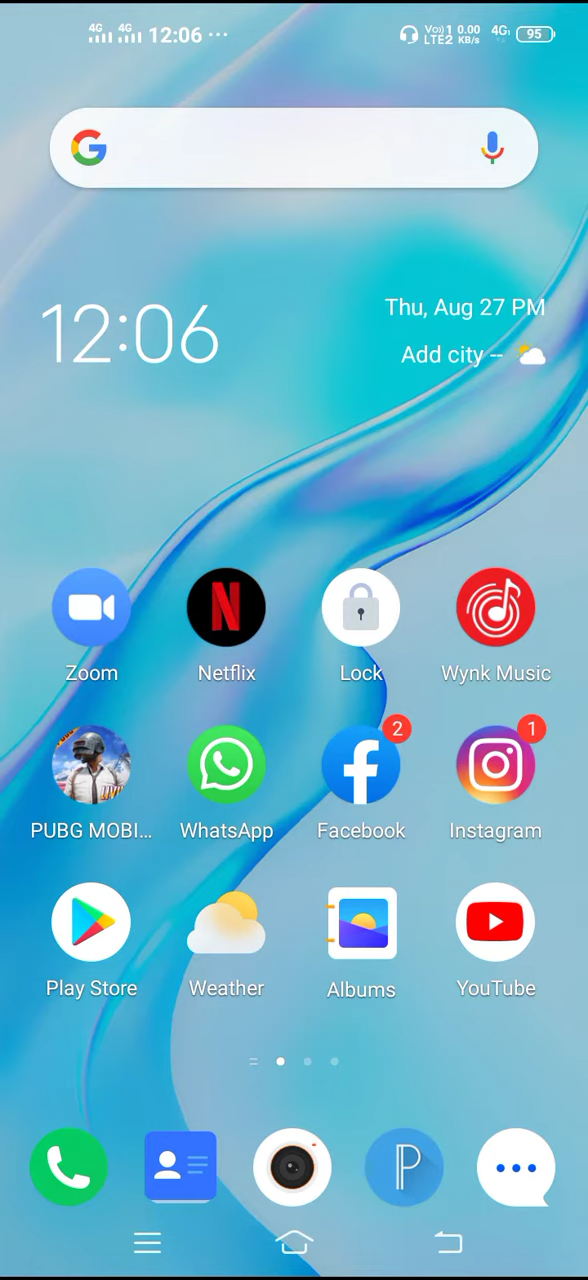 4G 4G 12:06 ... Vo))1 LTE2 0.00 KB/s 4G 95
G
12:06
Thu, Aug 27 PM
Add city --
N
Zoom Netflix Lock Wynk Music
2 1
PUBG MOBI... WhatsApp Facebook Instagram
Play Store Weather Albums YouTube
P